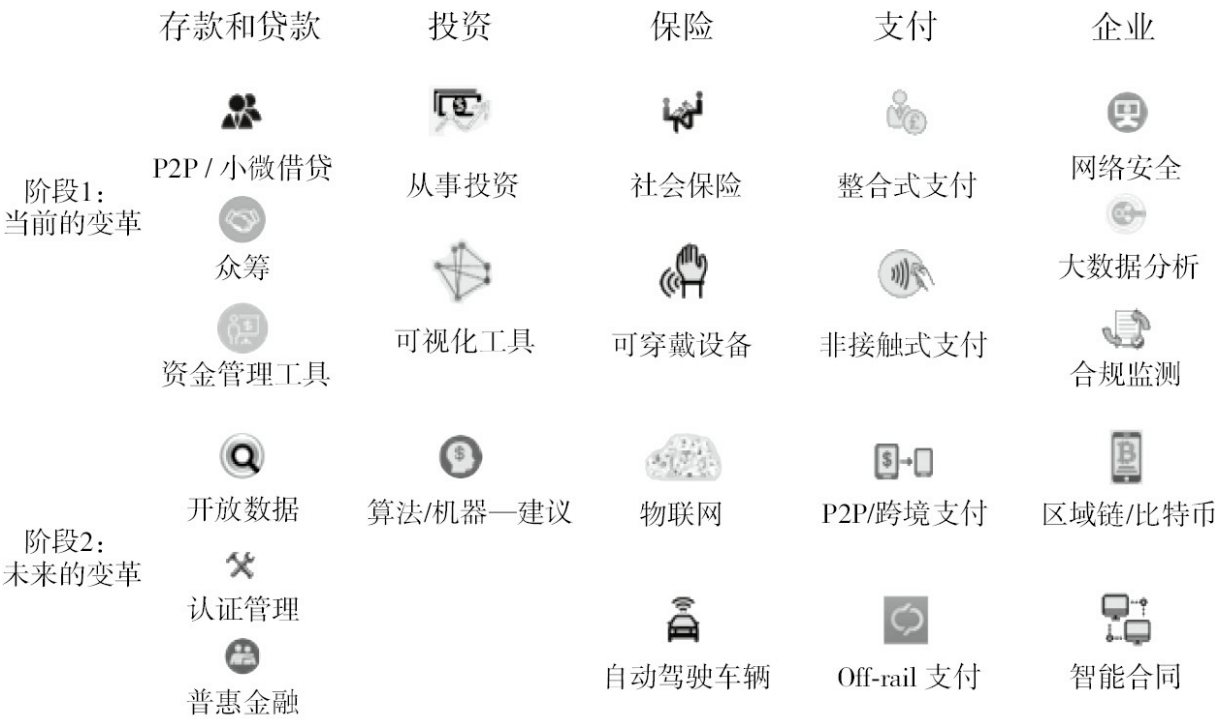 存款和贷款 投资 保险 支付 企业
阶段1：
当前的变革
P2P / 小微借贷 从事投资 社会保险 整合式支付 网络安全
众筹 大数据分析
可视化工具 可穿戴设备 非接触式支付
资金管理工具 合规监测
阶段2：
未来的变革
开放数据 算法/机器—建议 物联网 P2P/跨境支付 区域链/比特币
认证管理
普惠金融 自动驾驶车辆 Off-rail 支付 智能合同